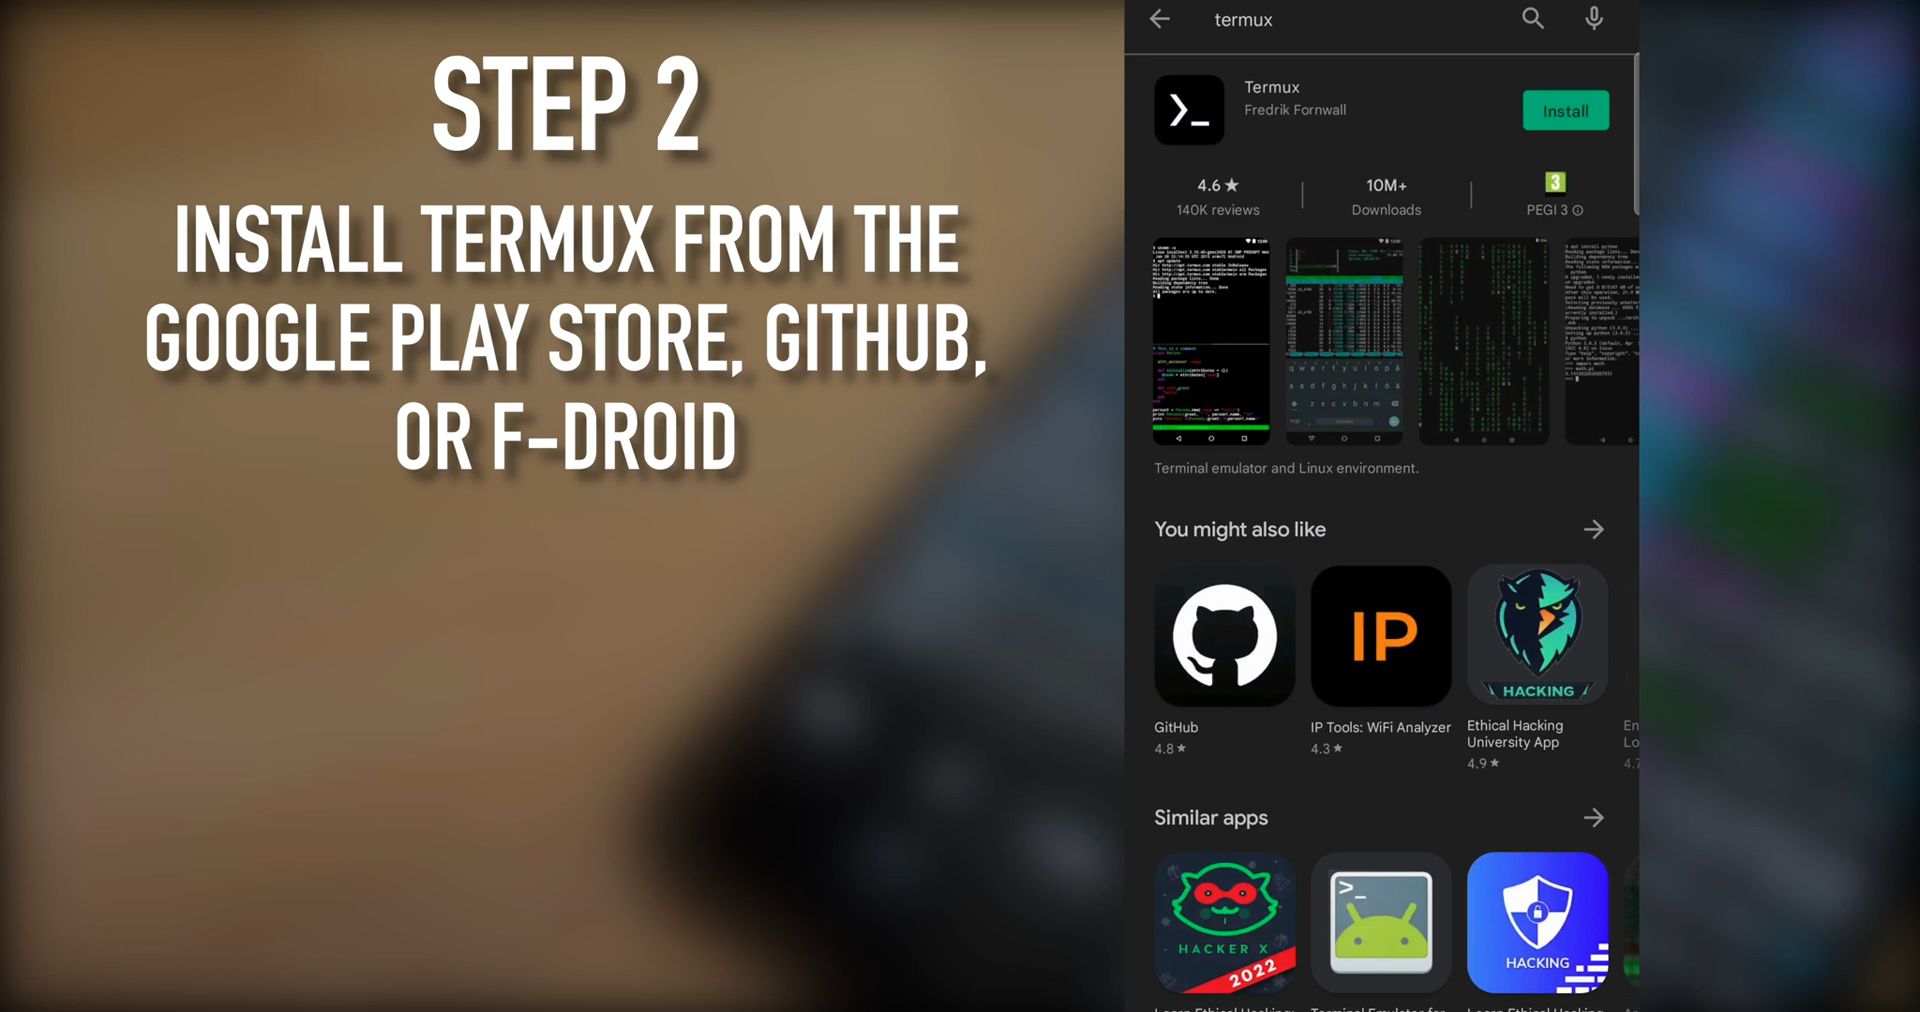 STEP 2
INSTALL TERMUX FROM THE
GOOGLE PLAY STORE, GITHUB,
OR F-DROID
termux
Termux
Fredrik Fornwall
Install
4.6★
140K reviews
10M+
Downloads
3
PEGI 3
Terminal emulator and Linux environment.
You might also like
IP
HACKING
GitHub
4.8★
IP Tools: WiFi Analyzer
4.3★
Ethical Hacking
University App
4.9★
Similar apps
HACKER X
2022
>_
HACKING